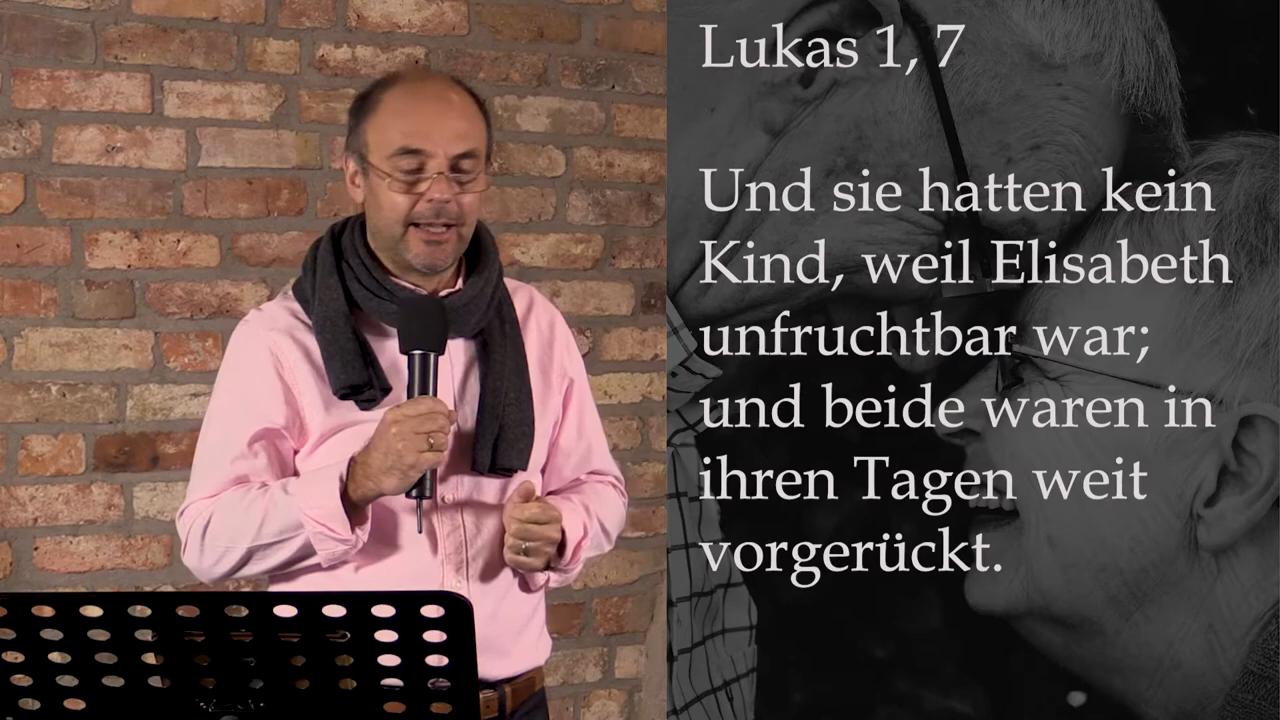 Lukas 1, 7
Und sie hatten kein
Kind, weil Elisabeth
unfruchtbar war;
und beide waren in
ihren Tagen weit
vorgerückt.